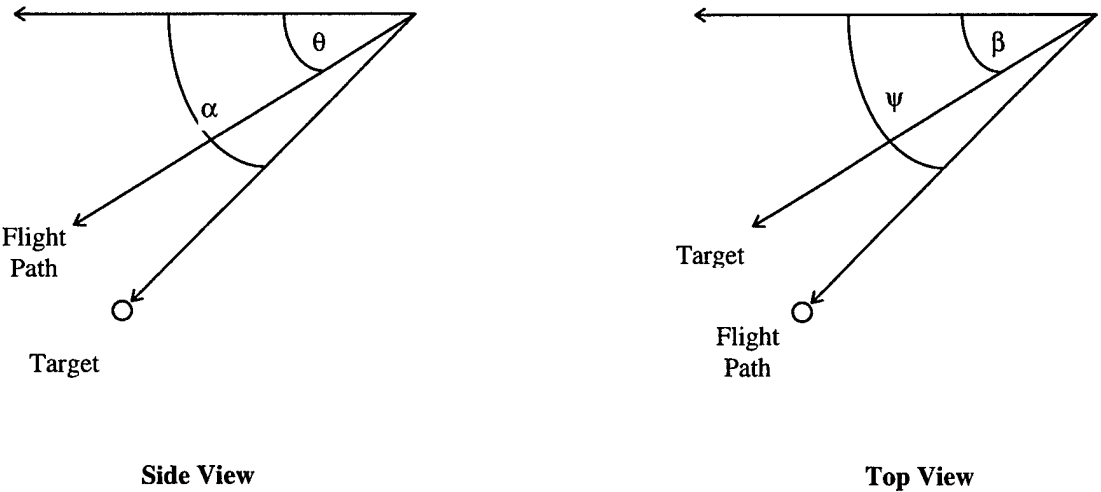 θ
α
Flight
Path
Target
Side View
β
ψ
Target
Flight
Path
Top View